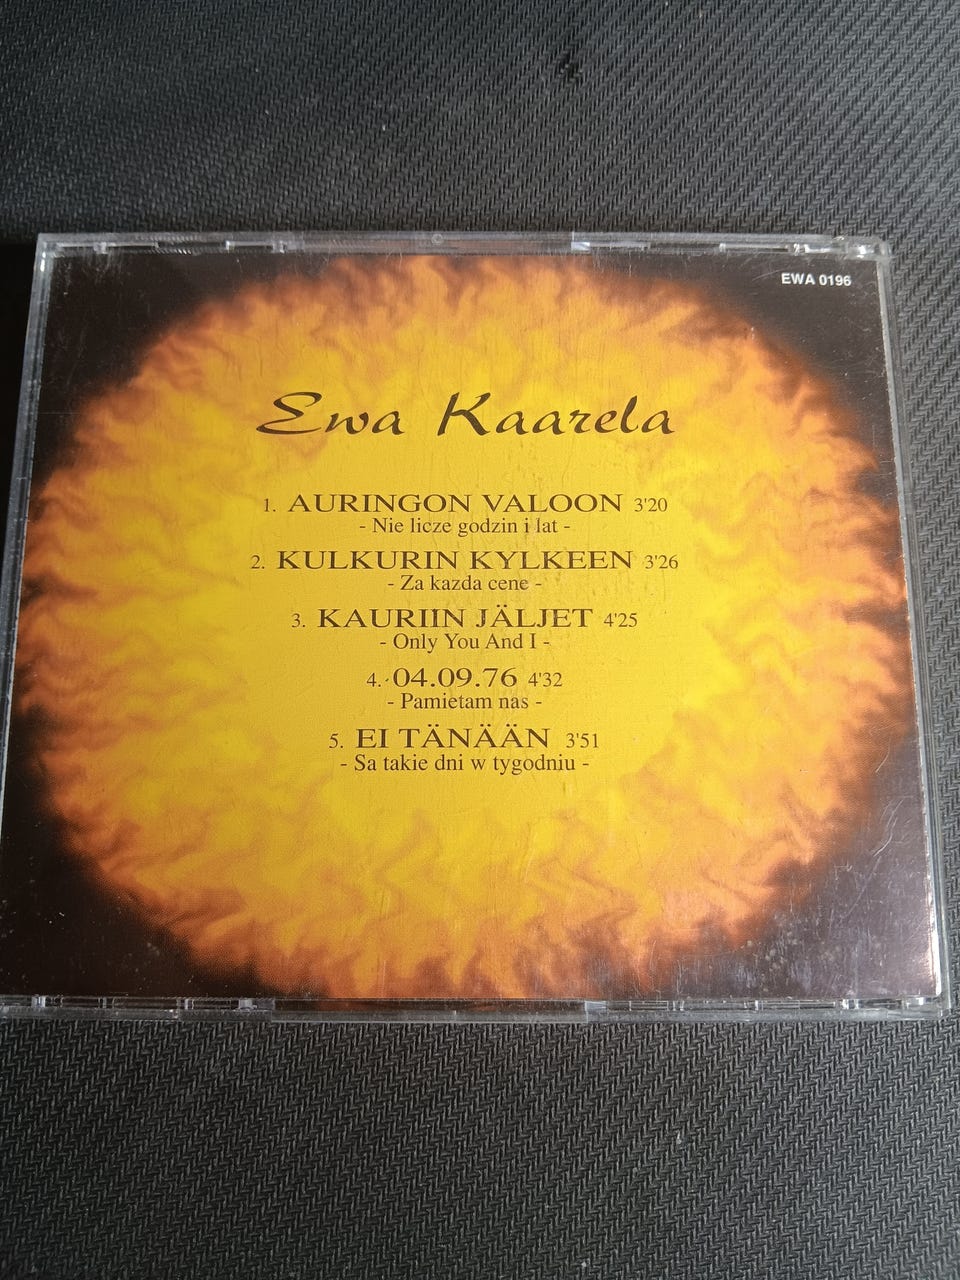 EWA 0196
Ewa Kaarela
1. AURINGON VALOON 3'20
- Nie licze godzin i lat -
2. KULKURIN KYLKEEN 3'26
- Za kazda cene -
3. KAURIIN JÄLJET 4'25
- Only You And I -
4. 04.09.76 4'32
- Pamietam nas -
5. EI TÄNÄÄN 3'51
- Sa takie dni w tygodniu -